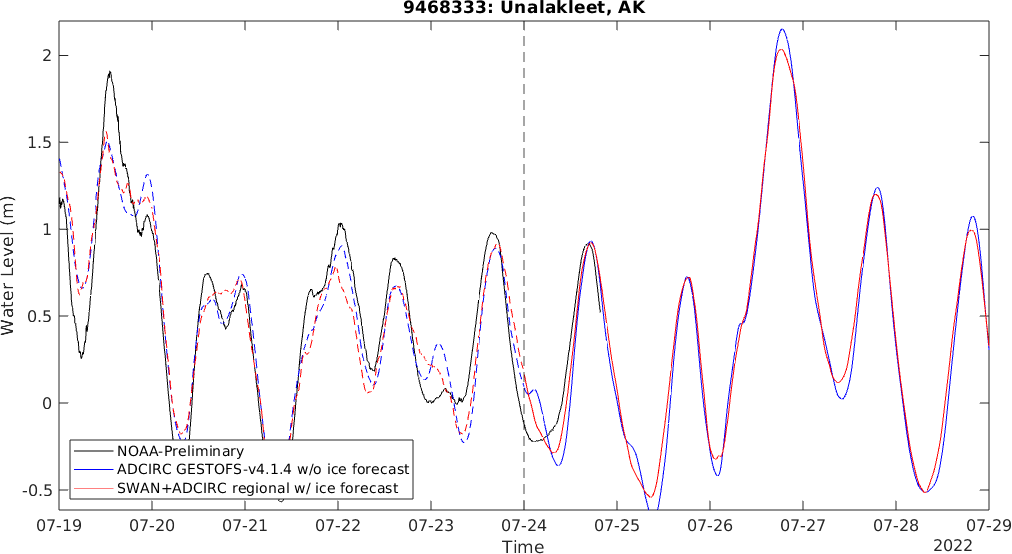 9468333: Unalakleet, AK
Water Level (m)
2
1.5
1
0.5
0
-0.5
NOAA-Preliminary
ADCIRC GESTOFS-v4.1.4 w/o ice forecast
SWAN+ADCIRC regional w/ ice forecast
07-19 07-20 07-21 07-22 07-23 07-24 07-25 07-26 07-27 07-28 07-29
Time
2022